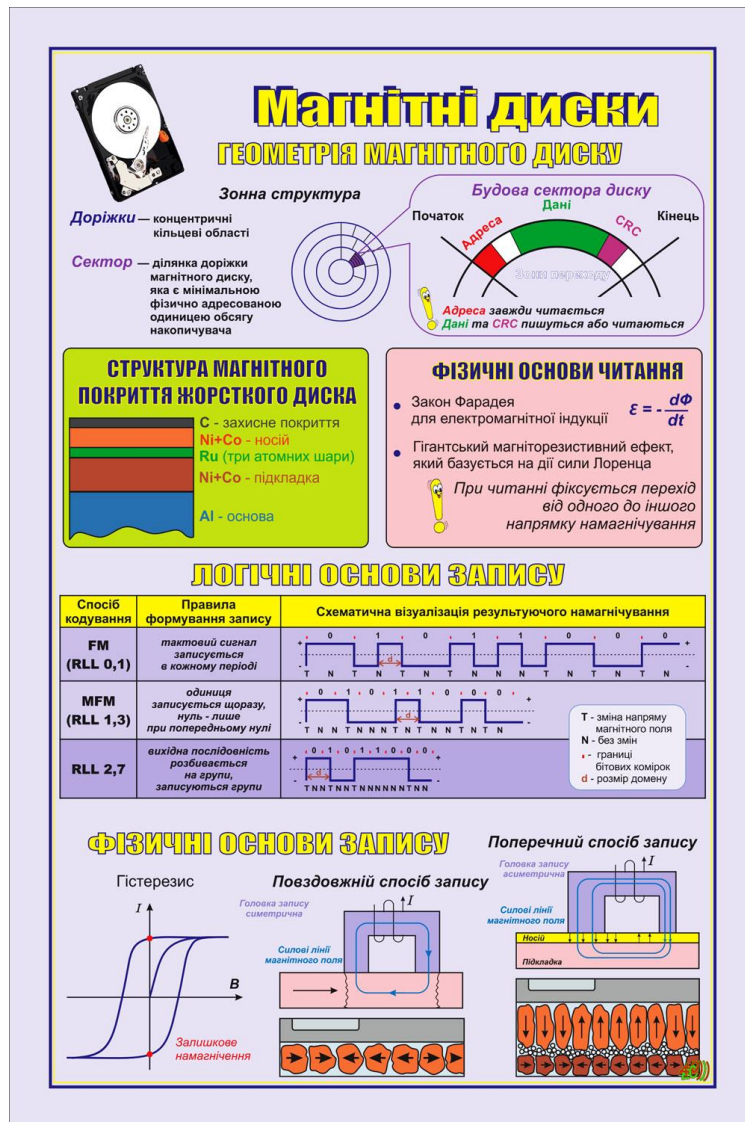 Магнітні диски
ГЕОМЕТРІЯ МАГНІТНОГО ДИСКУ
Зонна структура
Доріжки — концентричні
кільцеві області
Сектор — ділянка доріжки
магнітного диску,
яка є мінімальною
фізично адресованою
одиницею обсягу
накопичувача
Будова сектора диску
Початок
Адреса
Дані
CRC
Кінець
Зони переходу
Адреса завжди читається
Дані та CRC пишуться або читаються
СТРУКТУРА МАГНІТНОГО
ПОКРИТТЯ ЖОРСТКОГО ДИСКА
C - захисне покриття
Ni+Co - носій
Ru (три атомних шари)
Ni+Co - підкладка
Al - основа
ФІЗИЧНІ ОСНОВИ ЧИТАННЯ
Закон Фарадея
для електромагнітної індукції
ε = - dФ/dt
Гігантський магніторезистивний ефект,
який базується на дії сили Лоренца
При читанні фіксується перехід
від одного до іншого
напрямку намагнічування
ЛОГІЧНІ ОСНОВИ ЗАПИСУ
Спосіб
кодування
Правила
формування запису
Схематична візуалізація результуючого намагнічування
FM
(RLL 0,1)
тактовий сигнал
записується
в кожному періоді
0 1 0 1 1 0 0 0
+ +
- -
d
T N T N T N T N T N T N T N T N
MFM
(RLL 1,3)
одиниця
записується щоразу,
нуль - лише
при попередньому нулі
0 1 0 1 1 0 0 0
+ +
- -
d
T N N T N N N T N T N N T N T N
RLL 2,7
вихідна послідовність
розбивається
на групи,
записуються групи
0 1 0 1 1 0 0 0
+ +
- -
d
T N N T N N T N N N N N N T N N
T - зміна напряму
магнітного поля
N - без змін
- границі
бітових комірок
d - розмір домену
ФІЗИЧНІ ОСНОВИ ЗАПИСУ
Гістерезис
I
B
Залишкове
намагнічення
Повздовжній спосіб запису
Головка запису
симетрична
I
Силові лінії
магнітного поля
Поперечний спосіб запису
Головка запису
асиметрична
I
Силові лінії
магнітного поля
Носій
Підкладка